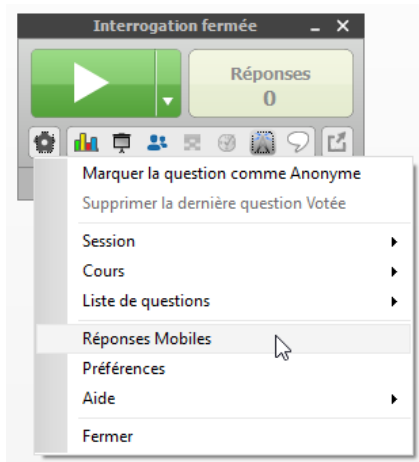 Interrogation fermée
Réponses
0
Marquer la question comme Anonyme
Supprimer la dernière question Votée
Session
Cours
Liste de questions
Réponses Mobiles
Préférences
Aide
Fermer